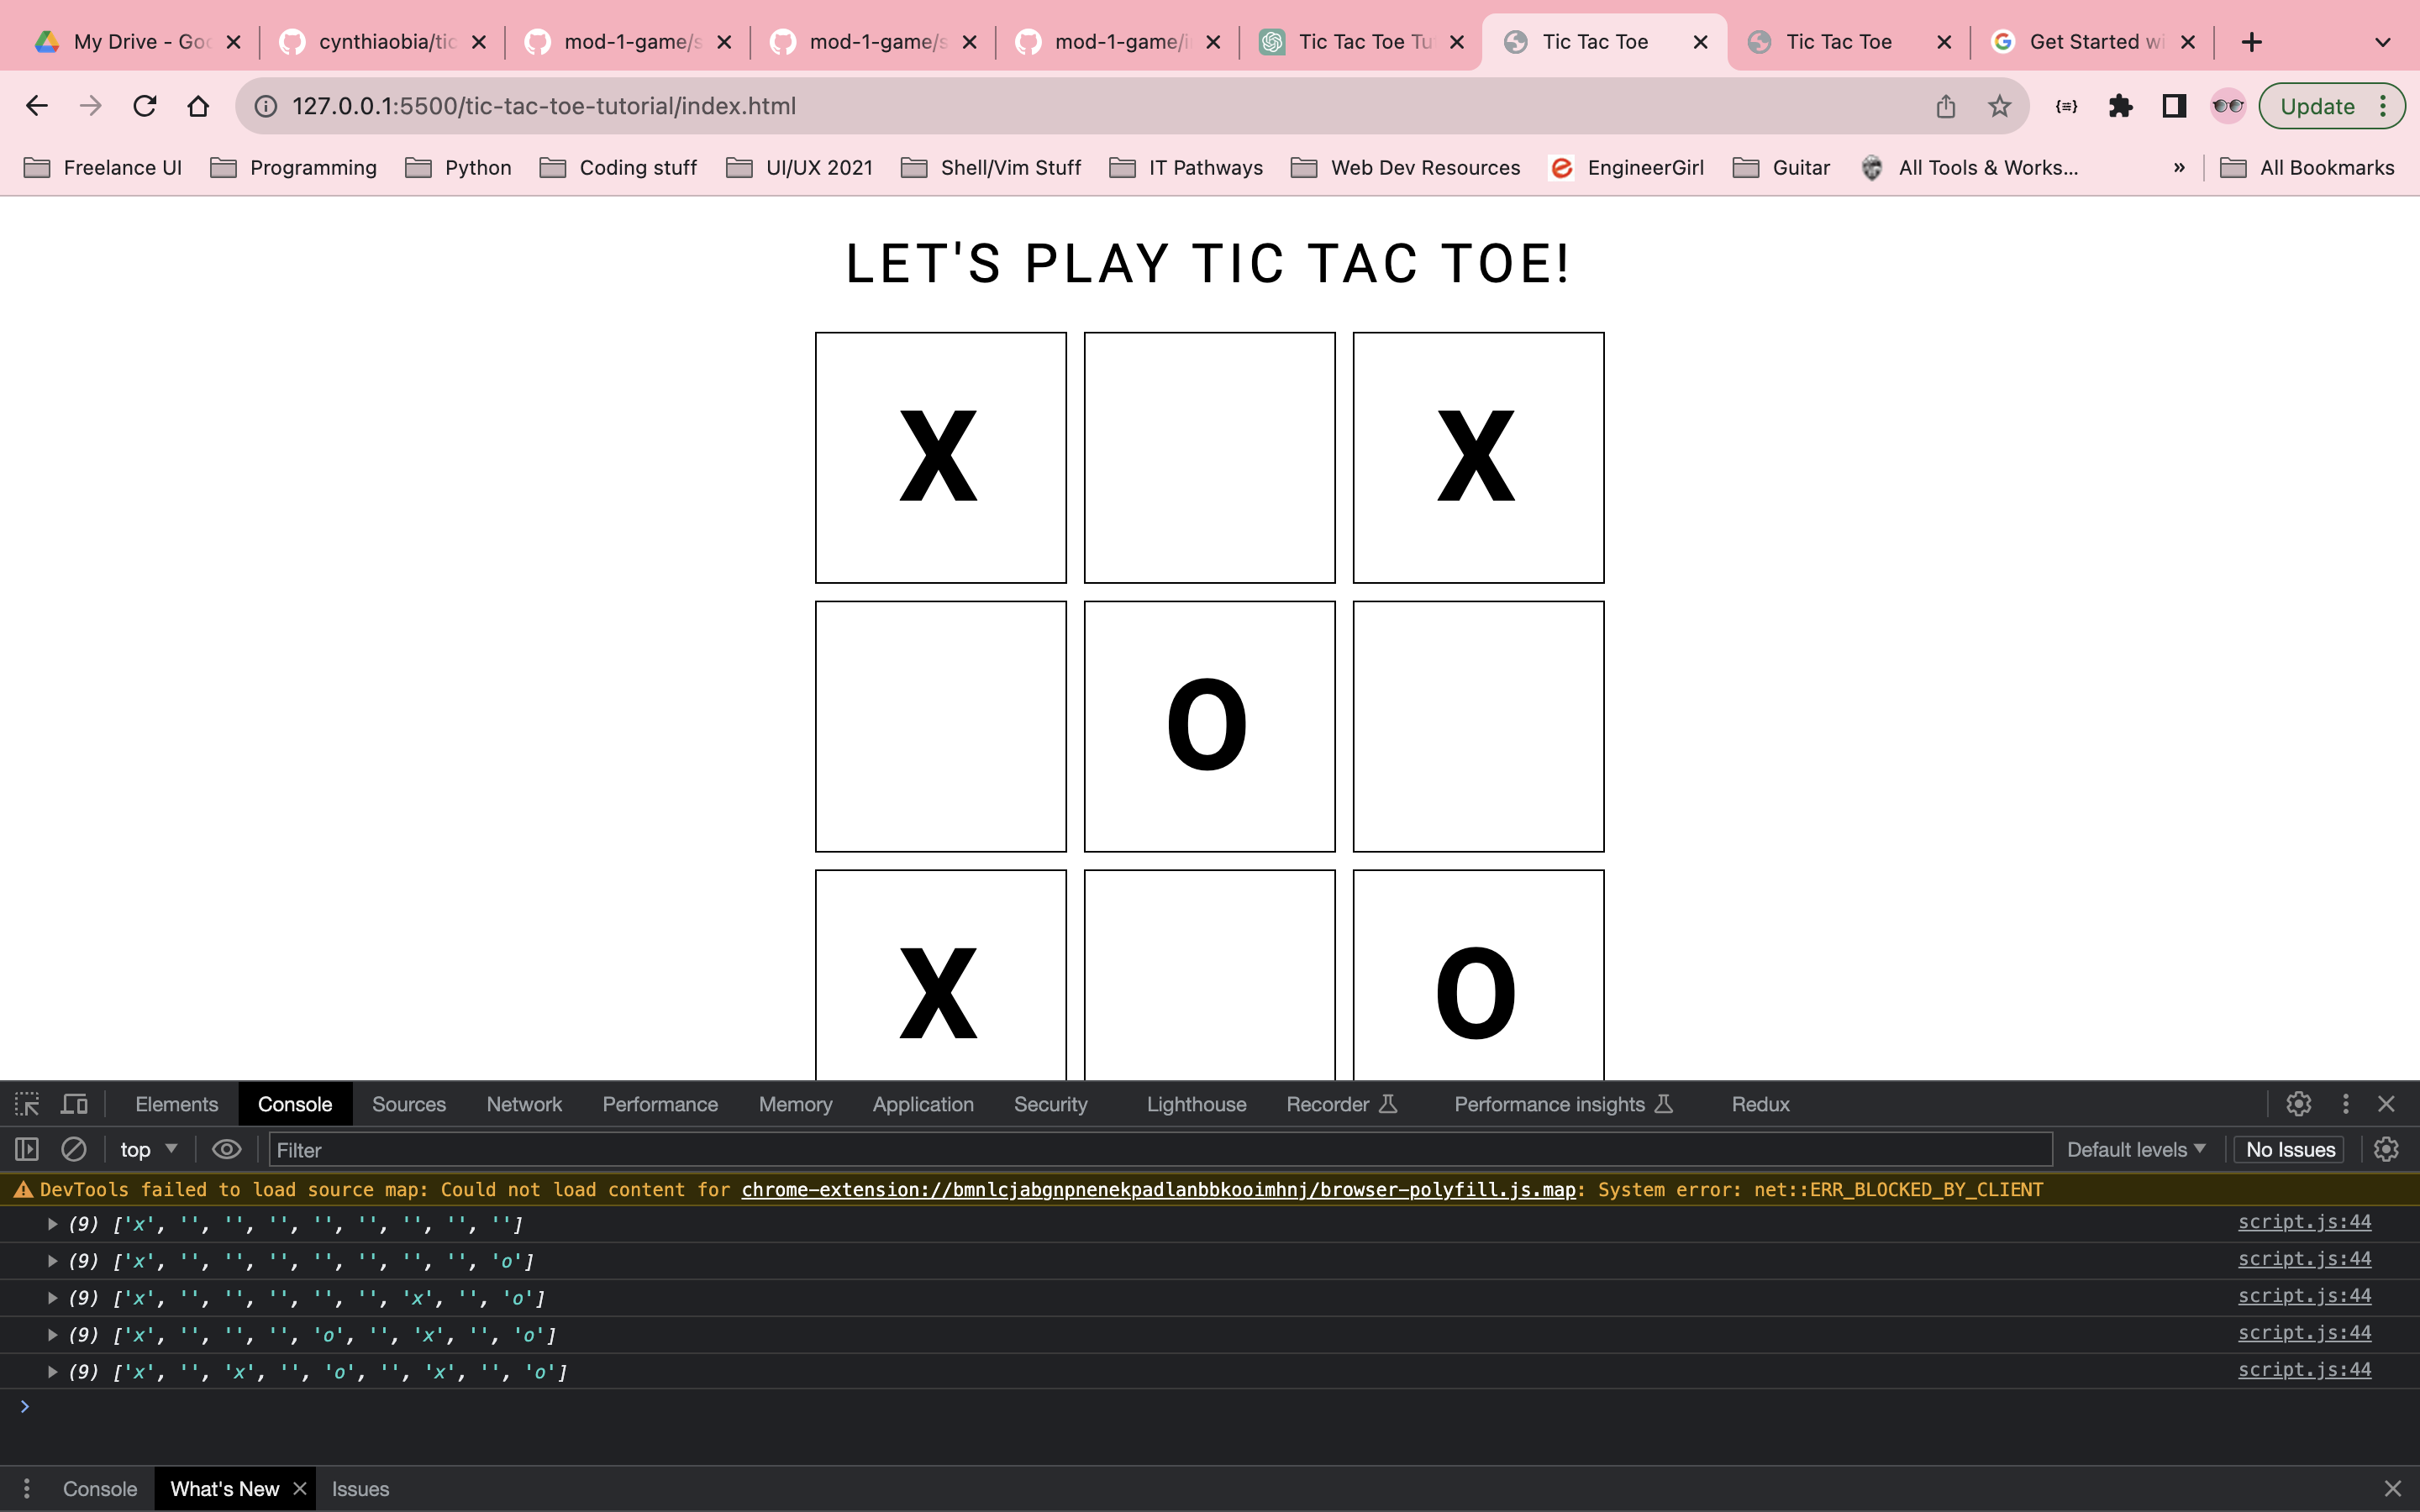 My Drive - Goo cynthiaobia/tic mod-1-game/s mod-1-game/s mod-1-game/i Tic Tac Toe Tu Tic Tac Toe Tic Tac Toe Get Started wi
127.0.0.1:5500/tic-tac-toe-tutorial/index.html Update
Freelance UI Programming Python Coding stuff UI/UX 2021 Shell/Vim Stuff IT Pathways Web Dev Resources EngineerGirl Guitar All Tools & Works... » All Bookmarks
LET'S PLAY TIC TAC TOE!
X X
O
X O
Elements Console Sources Network Performance Memory Application Security Lighthouse Recorder Performance insights Redux
top Filter Default levels No Issues
DevTools failed to load source map: Could not load content for chrome-extension://bmnlcjabgnpnenekpadlanbbkooimhnj/browser-polyfill.js.map: System error: net::ERR_BLOCKED_BY_CLIENT
(9) ['x', '', '', '', '', '', '', '', ''] script.js:44
(9) ['x', '', '', '', '', '', '', '', 'o'] script.js:44
(9) ['x', '', '', '', '', '', 'x', '', 'o'] script.js:44
(9) ['x', '', '', '', 'o', '', 'x', '', 'o'] script.js:44
(9) ['x', '', 'x', '', 'o', '', 'x', '', 'o'] script.js:44
Console What's New Issues